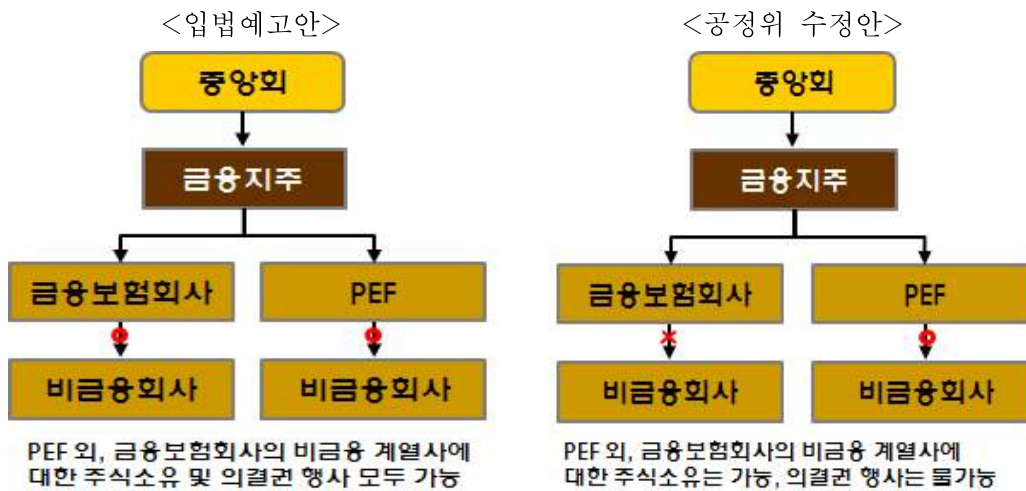 <입법예고안>
중앙회
금융지주
금융보험회사
PEF
비금융회사
비금융회사
PEF 외, 금융보험회사의 비금융 계열사에
대한 주식소유 및 의결권 행사 모두 가능
<공정위 수정안>
중앙회
금융지주
금융보험회사
PEF
비금융회사
비금융회사
PEF 외, 금융보험회사의 비금융 계열사에
대한 주식소유는 가능, 의결권 행사는 불가능